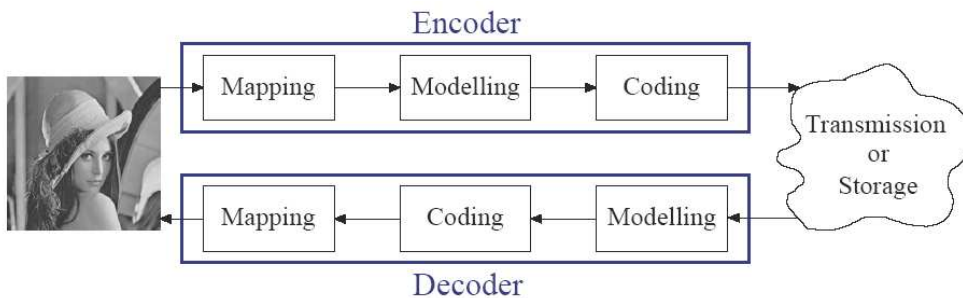 Encoder
Mapping
Modelling
Coding
Transmission
or
Storage
Mapping
Coding
Modelling
Decoder